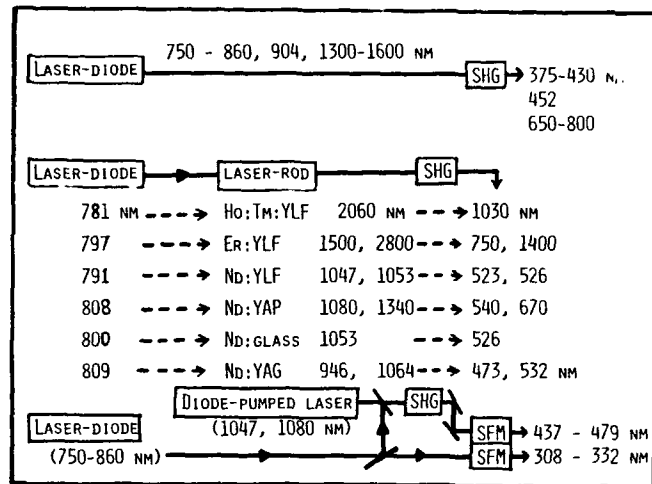 750 - 860, 904, 1300-1600 NM
LASER-DIODE SHG 375-430
452
650-800
LASER-DIODE LASER-ROD SHG
781 NM HO:TM:YLF 2060 NM 1030 NM
797 ER:YLF 1500, 2800 750, 1400
791 ND:YLF 1047, 1053 523, 526
808 ND:YAP 1080, 1340 540, 670
800 ND:GLASS 1053 526
809 ND:YAG 946, 1064 473, 532 NM
DIODE-PUMPED LASER SHG
LASER-DIODE (1047, 1080 NM) SFM 437 - 479 NM
(750-860 NM) SFM 308 - 332 NM